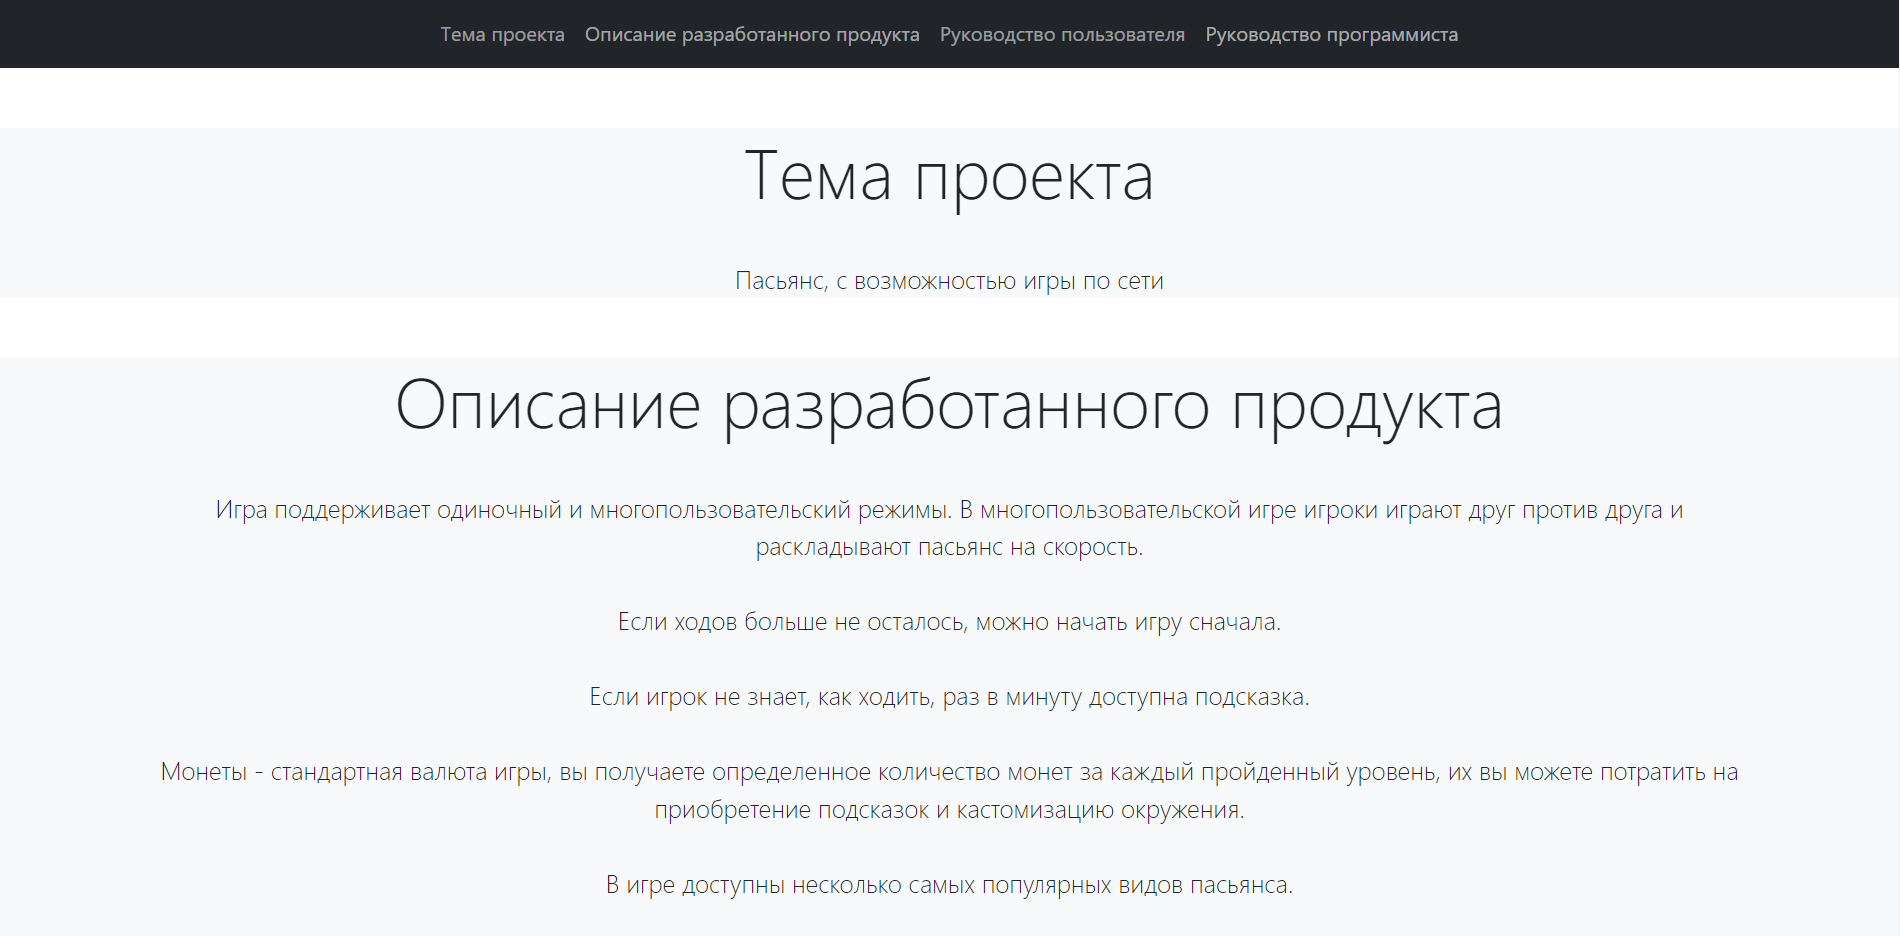 Тема проекта Описание разработанного продукта Руководство пользователя Руководство программиста
Тема проекта
Пасьянс, с возможностью игры по сети
Описание разработанного продукта
Игра поддерживает одиночный и многопользовательский режимы. В многопользовательской игре игроки играют друг против друга и
раскладывают пасьянс на скорость.
Если ходов больше не осталось, можно начать игру сначала.
Если игрок не знает, как ходить, раз в минуту доступна подсказка.
Монеты - стандартная валюта игры, вы получаете определенное количество монет за каждый пройденный уровень, их вы можете потратить на
приобретение подсказок и кастомизацию окружения.
В игре доступны несколько самых популярных видов пасьянса.